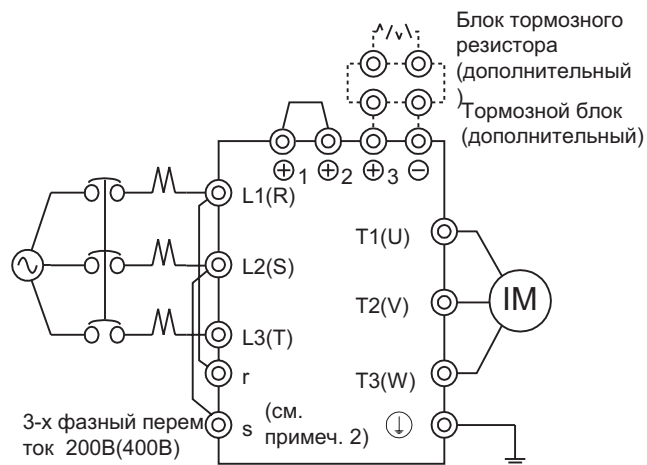 Блок тормозного
резистора
(дополнительный
)
Тормозной блок
(дополнительный)
⊕1 ⊕2 ⊕3 ⊖
L1(R)
T1(U)
L2(S)
T2(V)
IM
L3(T)
r
T3(W)
3-х фазный перем
ток 200В(400В)
s (см.
примеч. 2)